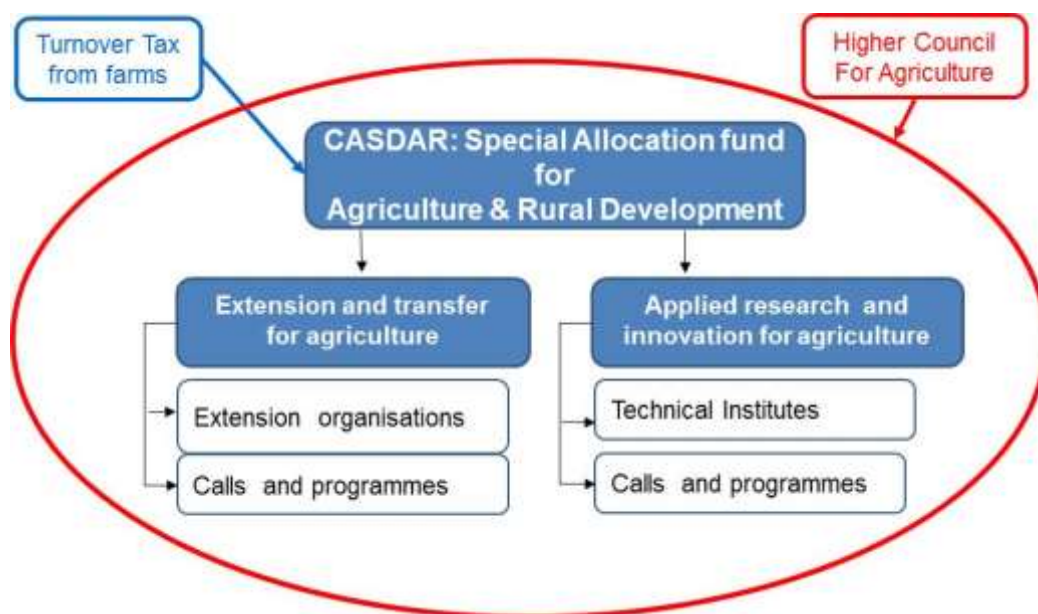 Turnover Tax
from farms
Higher Council
For Agriculture
CASDAR: Special Allocation fund
for
Agriculture & Rural Development
Extension and transfer
for agriculture
Applied research and
innovation for agriculture
Extension organisations
Technical Institutes
Calls and programmes
Calls and programmes